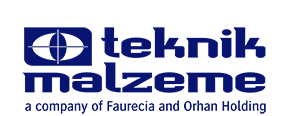 teknik
malzeme
a company of Faurecia and Orhan Holding